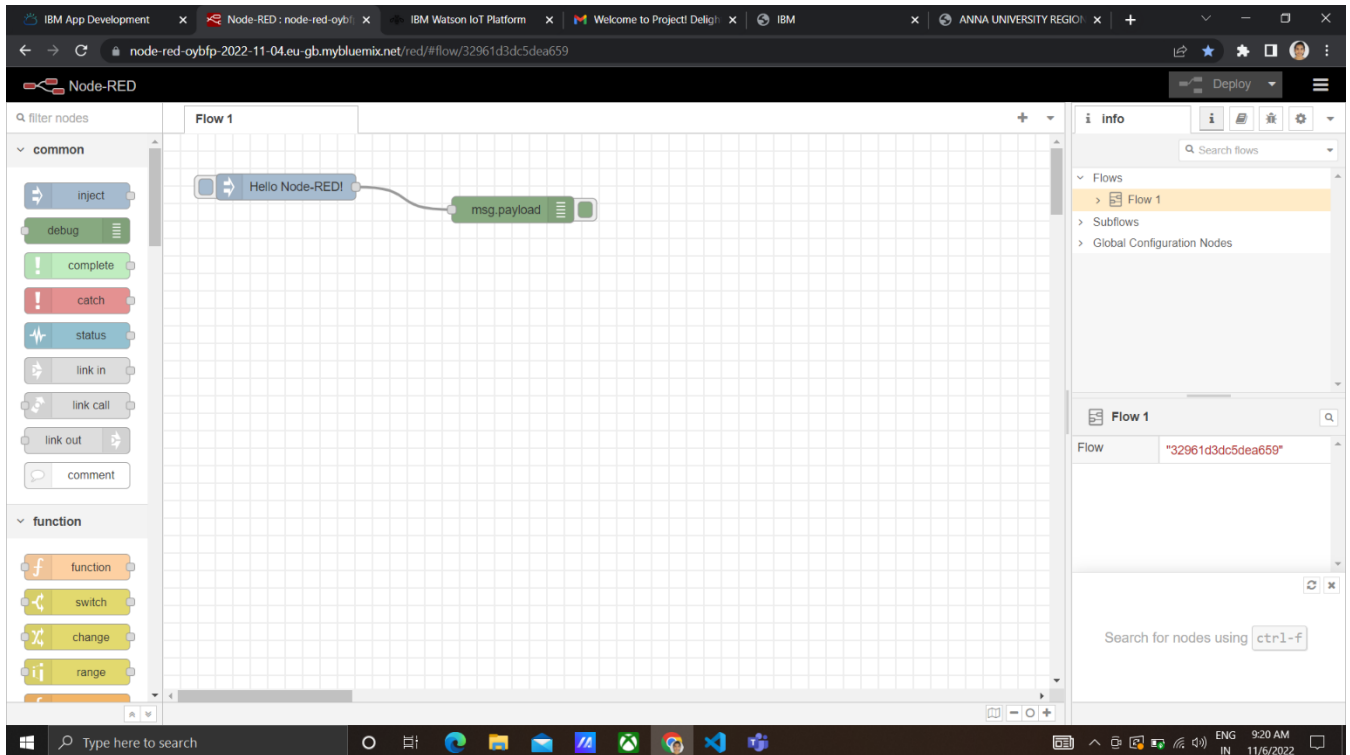 IBM App Development
Node-RED : node-red-oybf
IBM Watson IoT Platform
Welcome to Project! Deligh
IBM
ANNA UNIVERSITY REGION
node-red-oybfp-2022-11-04.eu-gb.mybluemix.net/red/#flow/32961d3dc5dea659
Node-RED
Deploy
filter nodes
Flow 1
i info
i
common
Search flows
inject
Hello Node-RED!
msg.payload
Flows
Flow 1
Subflows
Global Configuration Nodes
debug
complete
catch
status
link in
link call
link out
comment
Flow 1
Flow "32961d3dc5dea659"
function
function
switch
change
range
Search for nodes using ctrl-f
Type here to search
ENG
IN
9:20 AM
11/6/2022